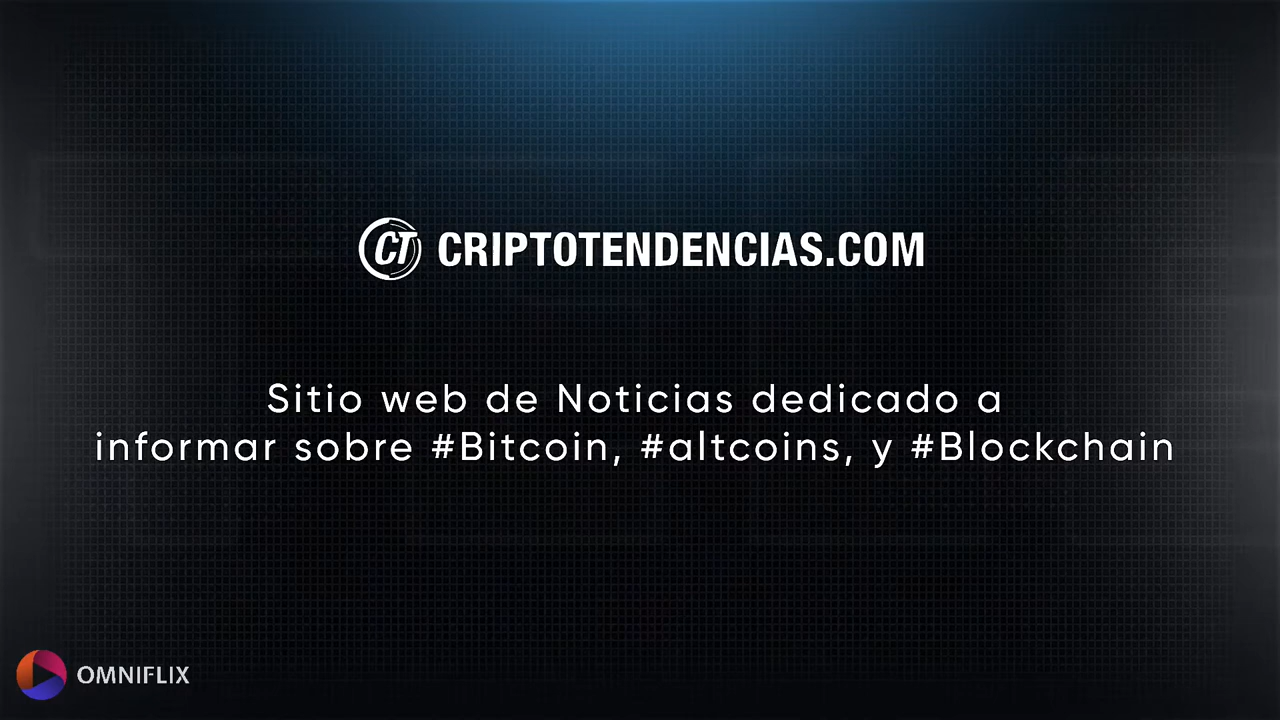 CT CRIPTOTENDENCIAS.COM
Sitio web de Noticias dedicado a
informar sobre #Bitcoin, #altcoins, y #Blockchain
OMNIFLIX